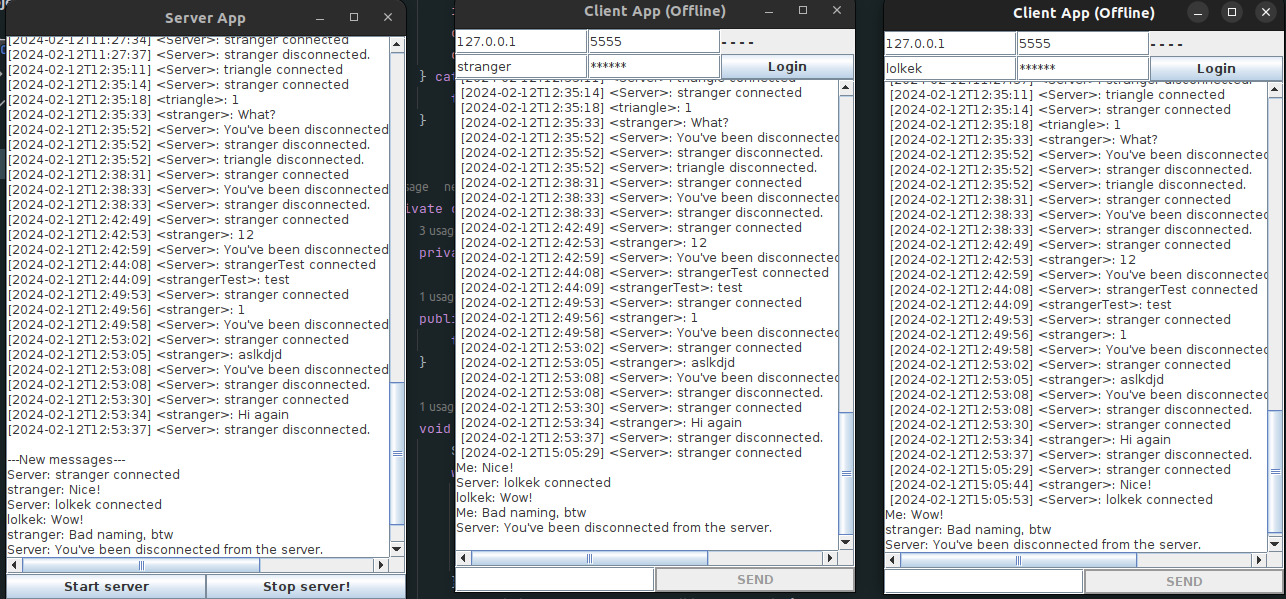 Server App
[2024-02-12T11:27:34] <Server>: stranger connected
[2024-02-12T11:27:37] <Server>: stranger disconnected.
[2024-02-12T12:35:11] <Server>: triangle connected
[2024-02-12T12:35:14] <Server>: stranger connected
[2024-02-12T12:35:18] <triangle>: 1
[2024-02-12T12:35:33] <stranger>: What?
[2024-02-12T12:35:52] <Server>: You've been disconnected
[2024-02-12T12:35:52] <Server>: stranger disconnected.
[2024-02-12T12:35:52] <Server>: triangle disconnected.
[2024-02-12T12:38:31] <Server>: stranger connected
[2024-02-12T12:38:33] <Server>: You've been disconnected
[2024-02-12T12:38:33] <Server>: stranger disconnected.
[2024-02-12T12:42:49] <Server>: stranger connected
[2024-02-12T12:42:53] <stranger>: 12
[2024-02-12T12:42:59] <Server>: You've been disconnected
[2024-02-12T12:44:08] <Server>: strangerTest connected
[2024-02-12T12:44:09] <strangerTest>: test
[2024-02-12T12:49:53] <Server>: stranger connected
[2024-02-12T12:49:56] <stranger>: 1
[2024-02-12T12:49:58] <Server>: You've been disconnected
[2024-02-12T12:53:02] <Server>: stranger connected
[2024-02-12T12:53:05] <stranger>: aslkdjd
[2024-02-12T12:53:08] <Server>: You've been disconnected
[2024-02-12T12:53:08] <Server>: stranger disconnected.
[2024-02-12T12:53:30] <Server>: stranger connected
[2024-02-12T12:53:34] <stranger>: Hi again
[2024-02-12T12:53:37] <Server>: stranger disconnected.
---New messages---
Server: stranger connected
stranger: Nice!
Server: lolkek connected
lolkek: Wow!
stranger: Bad naming, btw
Server: You've been disconnected from the server.
Start server
Stop server!
} cat
}
sage ne
ivate c
3 usag
priva
1 usag
publi
}
1 usag
void
Client App (Offline)
127.0.0.1
5555
----
stranger
******
Login
[2024-02-12T12:35:11] <Server>: triangle connected
[2024-02-12T12:35:14] <Server>: stranger connected
[2024-02-12T12:35:18] <triangle>: 1
[2024-02-12T12:35:33] <stranger>: What?
[2024-02-12T12:35:52] <Server>: You've been disconnected
[2024-02-12T12:35:52] <Server>: stranger disconnected.
[2024-02-12T12:35:52] <Server>: triangle disconnected.
[2024-02-12T12:38:31] <Server>: stranger connected
[2024-02-12T12:38:33] <Server>: You've been disconnected
[2024-02-12T12:38:33] <Server>: stranger disconnected.
[2024-02-12T12:42:49] <Server>: stranger connected
[2024-02-12T12:42:53] <stranger>: 12
[2024-02-12T12:42:59] <Server>: You've been disconnected
[2024-02-12T12:44:08] <Server>: strangerTest connected
[2024-02-12T12:44:09] <strangerTest>: test
[2024-02-12T12:49:53] <Server>: stranger connected
[2024-02-12T12:49:56] <stranger>: 1
[2024-02-12T12:49:58] <Server>: You've been disconnected
[2024-02-12T12:53:02] <Server>: stranger connected
[2024-02-12T12:53:05] <stranger>: aslkdjd
[2024-02-12T12:53:08] <Server>: You've been disconnected
[2024-02-12T12:53:08] <Server>: stranger disconnected.
[2024-02-12T12:53:30] <Server>: stranger connected
[2024-02-12T12:53:34] <stranger>: Hi again
[2024-02-12T12:53:37] <Server>: stranger disconnected.
[2024-02-12T15:05:29] <Server>: stranger connected
Me: Nice!
Server: lolkek connected
lolkek: Wow!
Me: Bad naming, btw
Server: You've been disconnected from the server.
SEND
Client App (Offline)
127.0.0.1
5555
----
lolkek
******
Login
[2024-02-12T12:35:11] <Server>: triangle connected
[2024-02-12T12:35:14] <Server>: stranger connected
[2024-02-12T12:35:18] <triangle>: 1
[2024-02-12T12:35:33] <stranger>: What?
[2024-02-12T12:35:52] <Server>: You've been disconnected
[2024-02-12T12:35:52] <Server>: stranger disconnected.
[2024-02-12T12:35:52] <Server>: triangle disconnected.
[2024-02-12T12:38:31] <Server>: stranger connected
[2024-02-12T12:38:33] <Server>: You've been disconnected
[2024-02-12T12:38:33] <Server>: stranger disconnected.
[2024-02-12T12:42:49] <Server>: stranger connected
[2024-02-12T12:42:53] <stranger>: 12
[2024-02-12T12:42:59] <Server>: You've been disconnected
[2024-02-12T12:44:08] <Server>: strangerTest connected
[2024-02-12T12:44:09] <strangerTest>: test
[2024-02-12T12:49:53] <Server>: stranger connected
[2024-02-12T12:49:56] <stranger>: 1
[2024-02-12T12:49:58] <Server>: You've been disconnected
[2024-02-12T12:53:02] <Server>: stranger connected
[2024-02-12T12:53:05] <stranger>: aslkdjd
[2024-02-12T12:53:08] <Server>: You've been disconnected
[2024-02-12T12:53:08] <Server>: stranger disconnected.
[2024-02-12T12:53:30] <Server>: stranger connected
[2024-02-12T12:53:34] <stranger>: Hi again
[2024-02-12T12:53:37] <Server>: stranger disconnected.
[2024-02-12T15:05:29] <Server>: stranger connected
[2024-02-12T15:05:44] <stranger>: Nice!
[2024-02-12T15:05:53] <Server>: lolkek connected
Me: Wow!
stranger: Bad naming, btw
Server: You've been disconnected from the server.
SEND